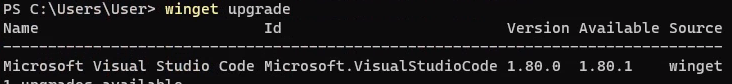 PS C:\Users\User> winget upgrade
Name Id Version Available Source
--------------------------------------------------------------------------------
Microsoft Visual Studio Code Microsoft.VisualStudioCode 1.80.0 1.80.1 winget
1 upgrades available